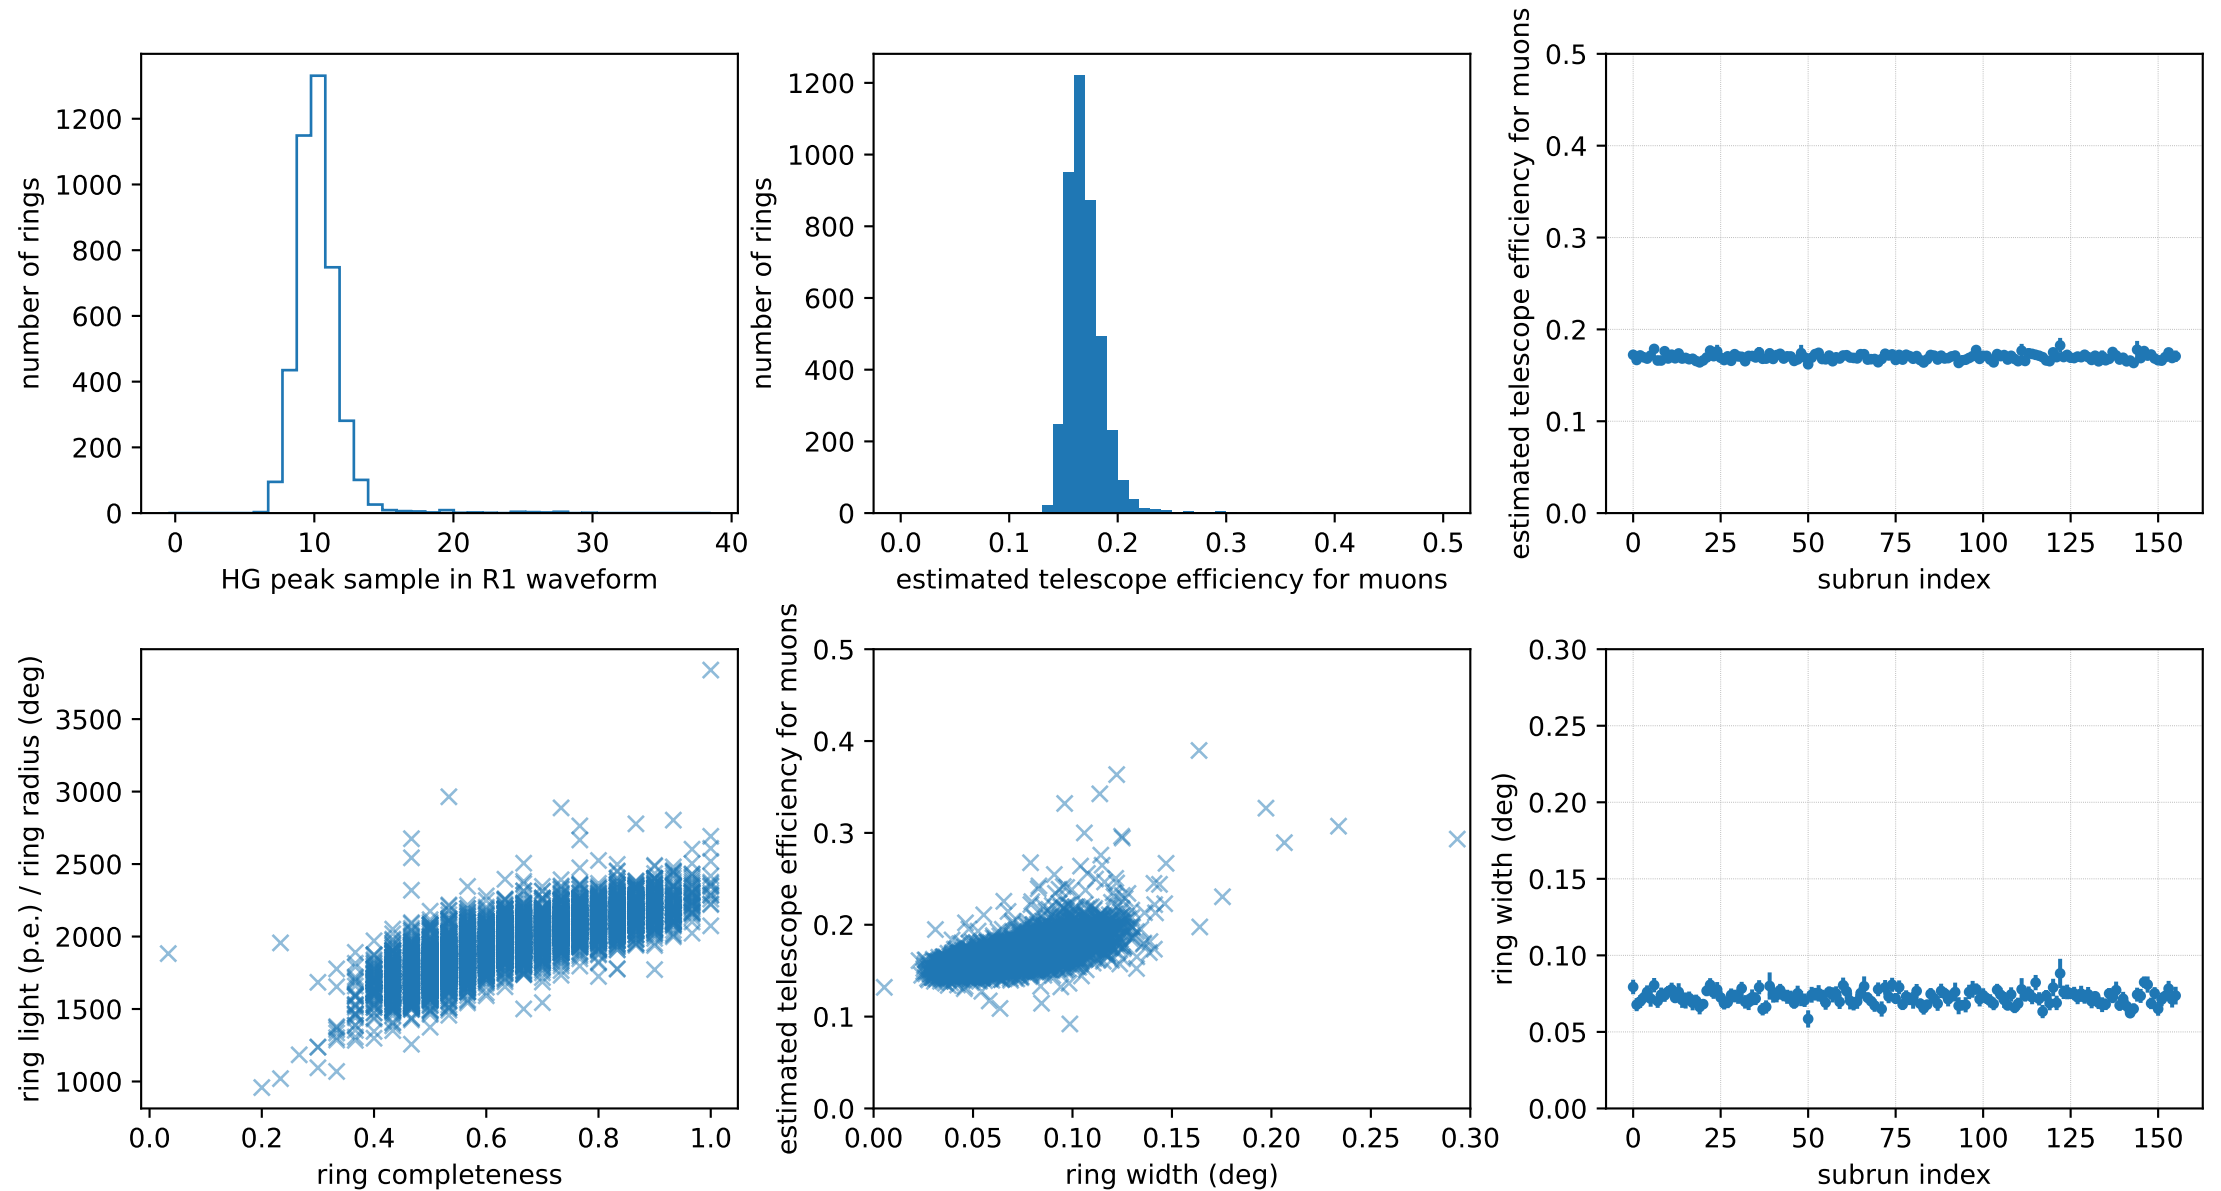 number of rings
1200
1000
800
600
400
200
0
0 10 20 30 40
HG peak sample in R1 waveform
number of rings
1200
1000
800
600
400
200
0
0.0 0.1 0.2 0.3 0.4 0.5
estimated telescope efficiency for muons
estimated telescope efficiency for muons
0.5
0.4
0.3
0.2
0.1
0.0
0 25 50 75 100 125 150
subrun index
ring light (p.e.) / ring radius (deg)
3500
3000
2500
2000
1500
1000
0.0 0.2 0.4 0.6 0.8 1.0
ring completeness
estimated telescope efficiency for muons
0.5
0.4
0.3
0.2
0.1
0.0
0.00 0.05 0.10 0.15 0.20 0.25 0.30
ring width (deg)
ring width (deg)
0.30
0.25
0.20
0.15
0.10
0.05
0.00
0 25 50 75 100 125 150
subrun index